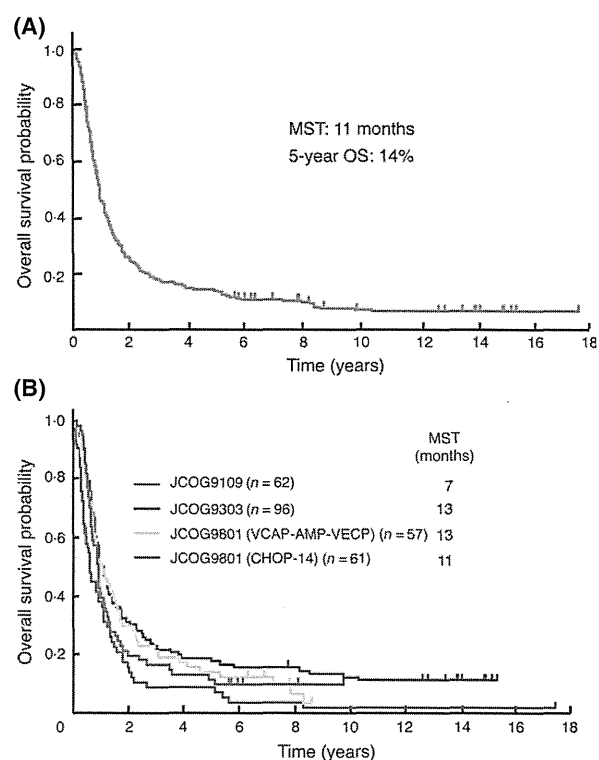 (A)
Overall survival probability
1·0
0·8
0·6
0·4
0·2
MST: 11 months
5-year OS: 14%
0 2 4 6 8 10 12 14 16 18
Time (years)
(B)
Overall survival probability
1·0
0·8
0·6
0·4
0·2
0
MST
(months)
JCOG9109 (n = 62) 7
JCOG9303 (n = 96) 13
JCOG9801 (VCAP-AMP-VECP) (n = 57) 13
JCOG9801 (CHOP-14) (n = 61) 11
0 2 4 6 8 10 12 14 16 18
Time (years)